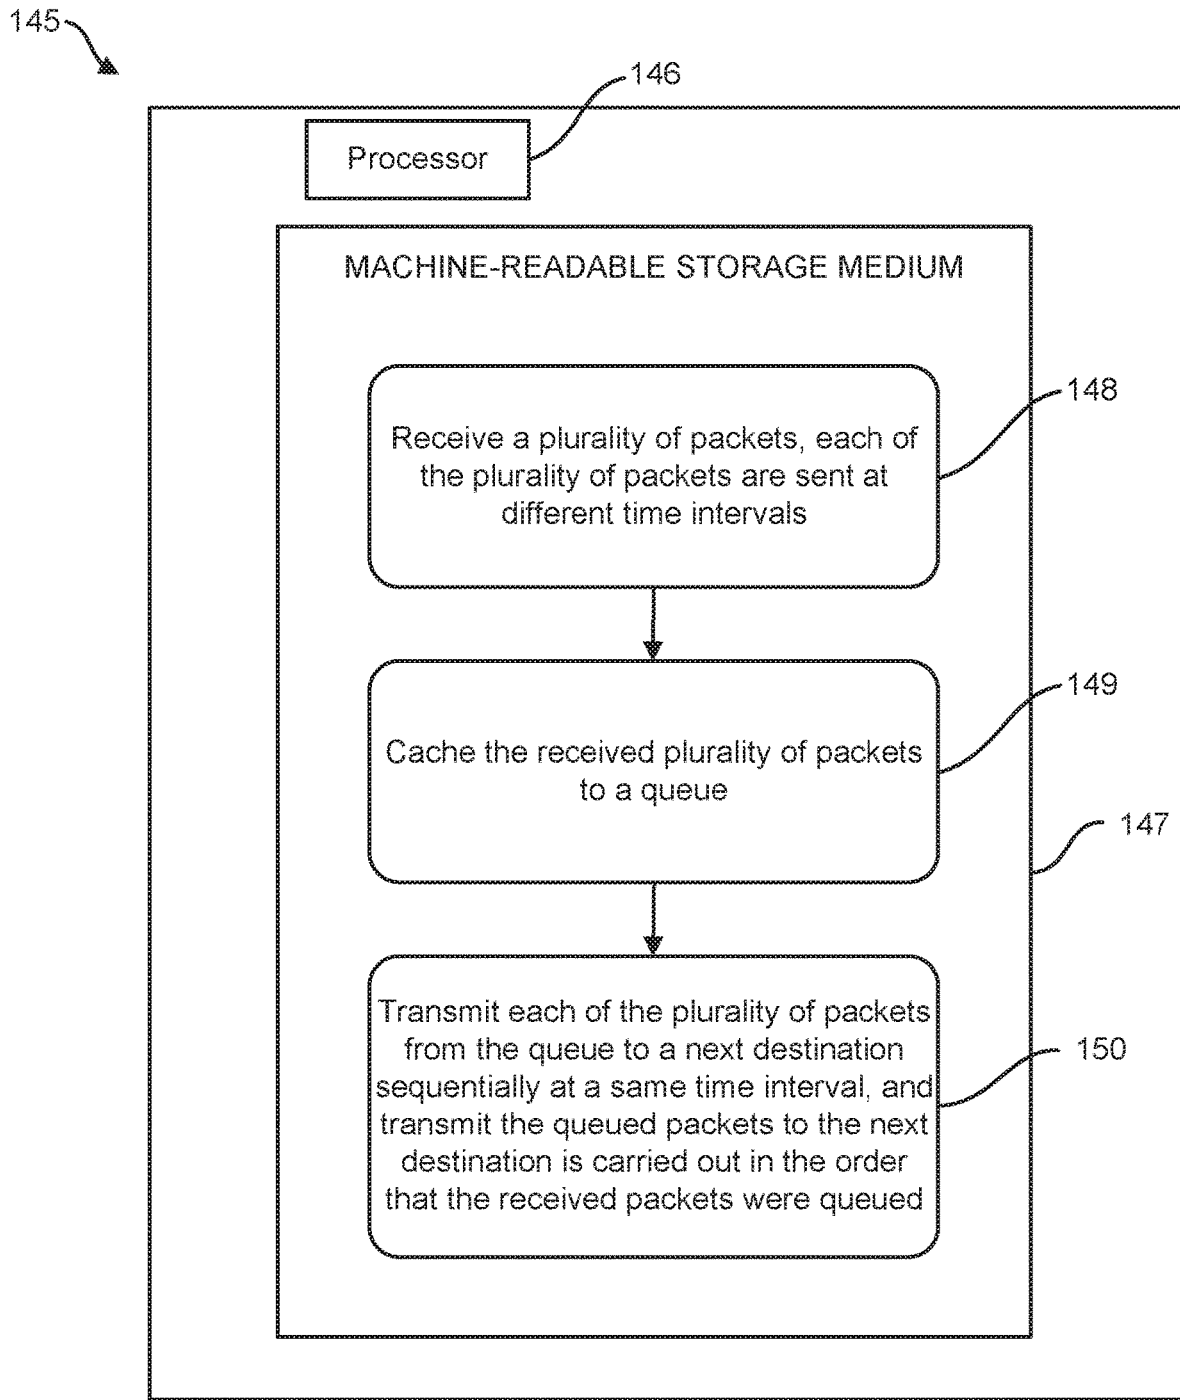 145
146
Processor
MACHINE-READABLE STORAGE MEDIUM
148
Receive a plurality of packets, each of
the plurality of packets are sent at
different time intervals
149
Cache the received plurality of packets
to a queue
147
Transmit each of the plurality of packets
from the queue to a next destination
sequentially at a same time interval, and
transmit the queued packets to the next
destination is carried out in the order
that the received packets were queued
150